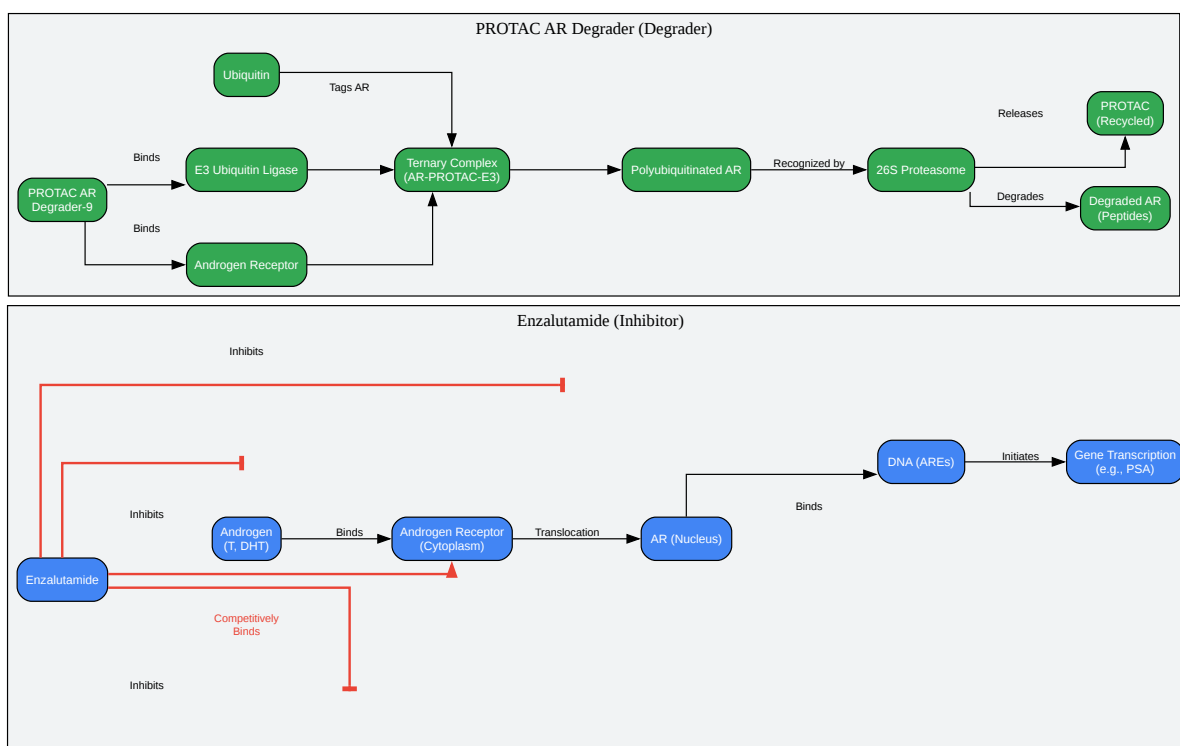 PROTAC AR Degrader (Degrader)
Ubiquitin
Tags AR
Binds
E3 Ubiquitin Ligase
PROTAC AR
Degrader-9
Binds
Androgen Receptor
Ternary Complex
(AR-PROTAC-E3)
Polyubiquitinated AR
Recognized by
26S Proteasome
Releases
PROTAC
(Recycled)
Degrades
Degraded AR
(Peptides)
Enzalutamide (Inhibitor)
Inhibits
Inhibits
Androgen
(T, DHT)
Binds
Androgen Receptor
(Cytoplasm)
Translocation
AR (Nucleus)
Binds
DNA (AREs)
Initiates
Gene Transcription
(e.g., PSA)
Enzalutamide
Competitively
Binds
Inhibits